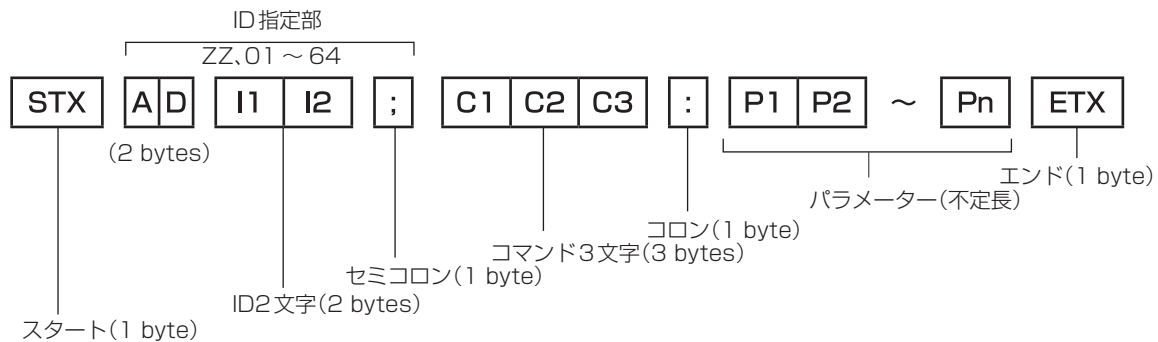 ID指定部
ZZ、01～64
STX A D I1 I2 ; C1 C2 C3 : P1 P2 ～ Pn ETX
(2 bytes)
エンド(1 byte)
パラメーター(不定長)
コロン(1 byte)
コマンド3文字(3 bytes)
セミコロン(1 byte)
ID2文字(2 bytes)
スタート(1 byte)